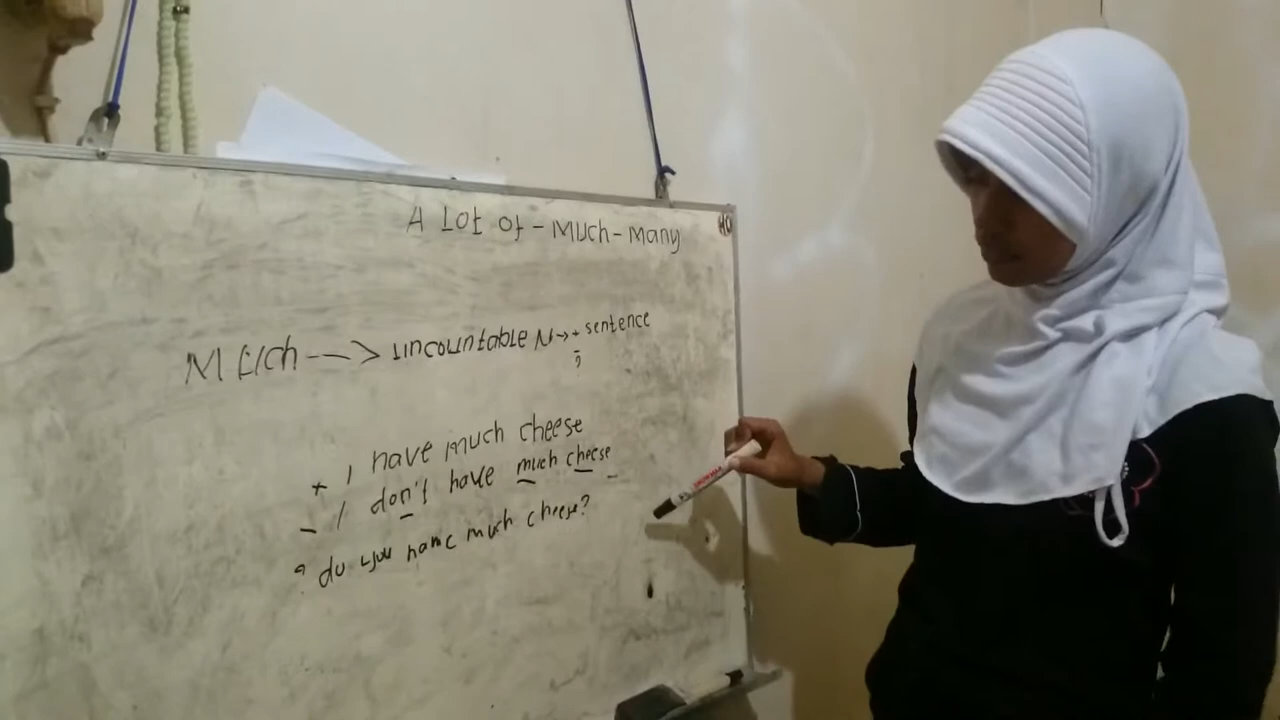 A Lot of - Much - Many
Much ---> uncountable N → + sentence
-
?
+ I have much cheese
- I don't have much cheese
? do you have much cheese?
SNOWMAN